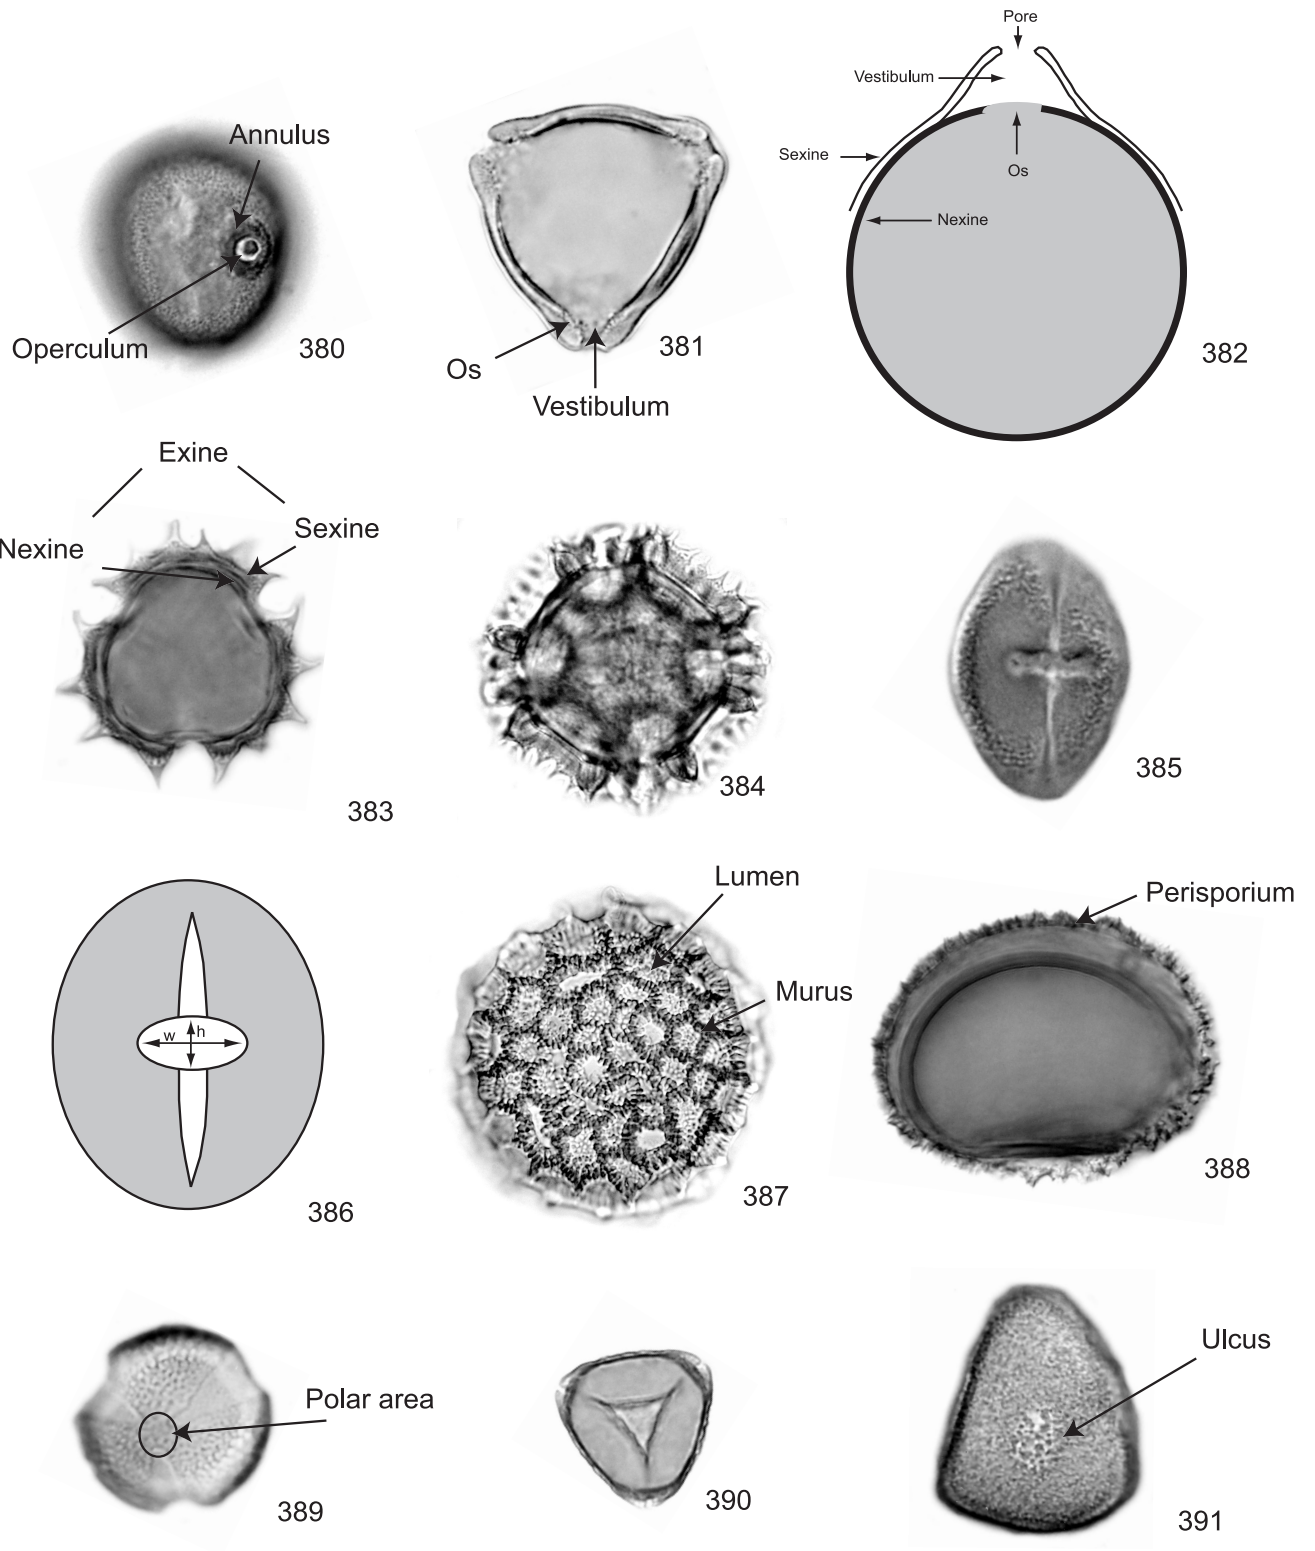 Pore
Vestibulum
Sexine
Os
Nexine
382
Annulus
Operculum
380
Os
Vestibulum
381
Exine
Nexine
Sexine
383
384
385
w h
386
Lumen
Murus
387
Perisporium
388
Polar area
389
390
Ulcus
391